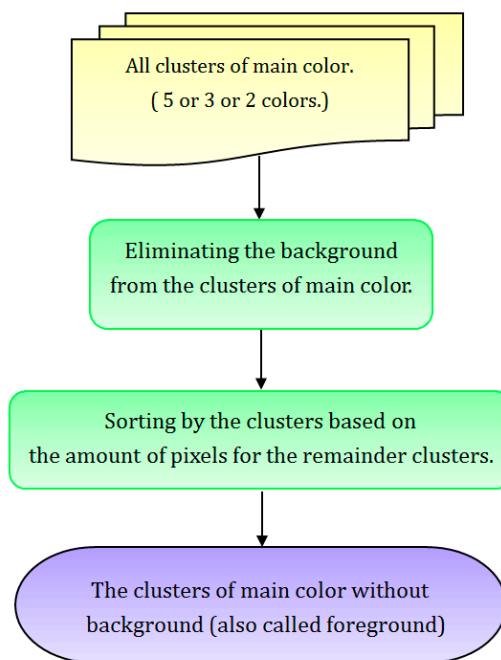 All clusters of main color.
( 5 or 3 or 2 colors.)
Eliminating the background
from the clusters of main color.
Sorting by the clusters based on
the amount of pixels for the remainder clusters.
The clusters of main color without
background (also called foreground)